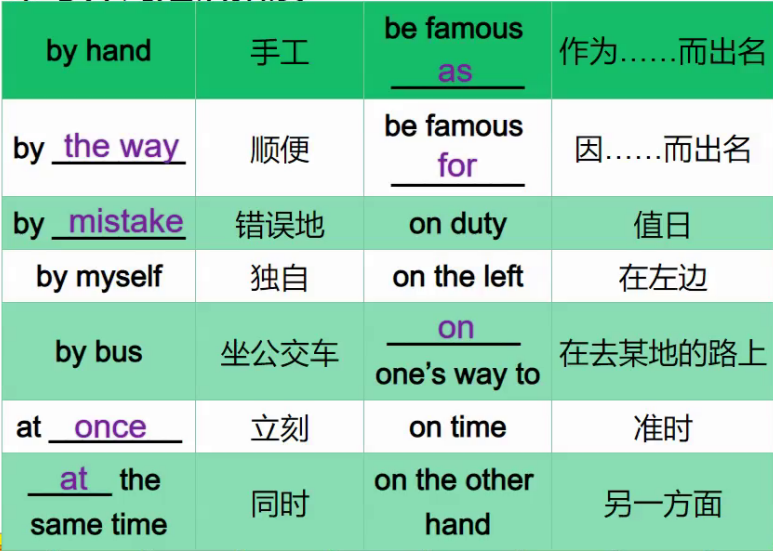 by hand 手工 be famous as 作为……而出名
by the way 顺便 be famous for 因……而出名
by mistake 错误地 on duty 值日
by myself 独自 on the left 在左边
by bus 坐公交车 on one's way to 在去某地的路上
at once 立刻 on time 准时
at the same time 同时 on the other hand 另一方面